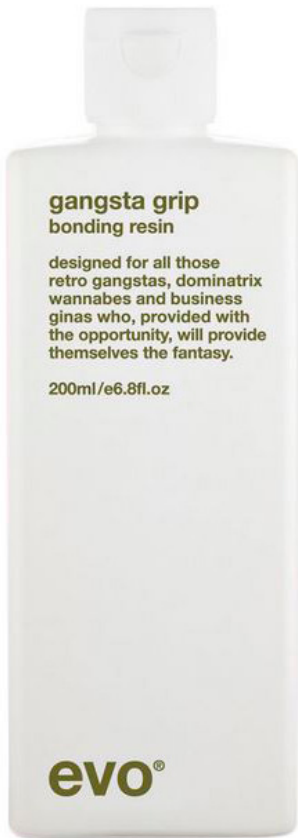 gangsta grip
bonding resin
designed for all those
retro gangstas, dominatrix
wannabes and business
ginas who, provided with
the opportunity, will provide
themselves the fantasy.
200ml/e6.8fl.oz
evo®